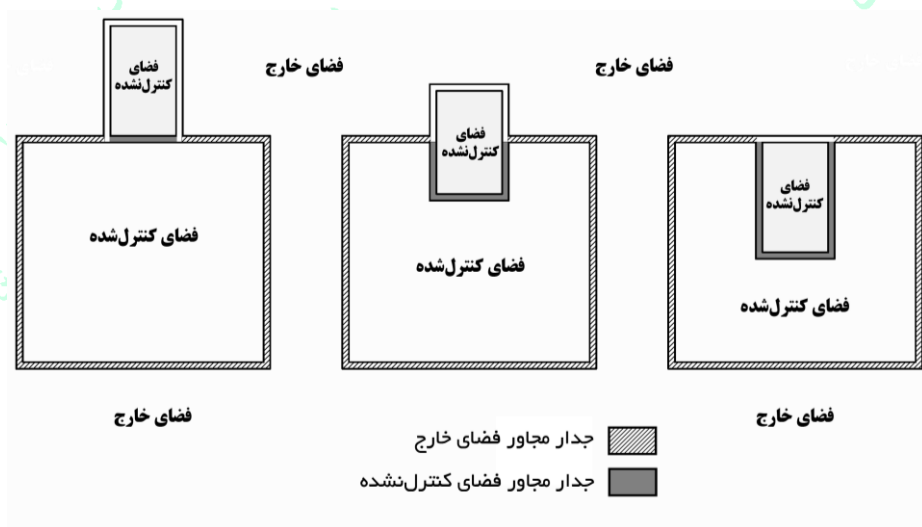 فضای
کنترل‌نشده
فضای خارج
فضای خارج
فضای
کنترل‌نشده
فضای
کنترل‌نشده
فضای کنترل‌شده
فضای کنترل‌شده
فضای کنترل‌شده
فضای خارج
فضای خارج
جدار مجاور فضای خارج
جدار مجاور فضای کنترل‌نشده